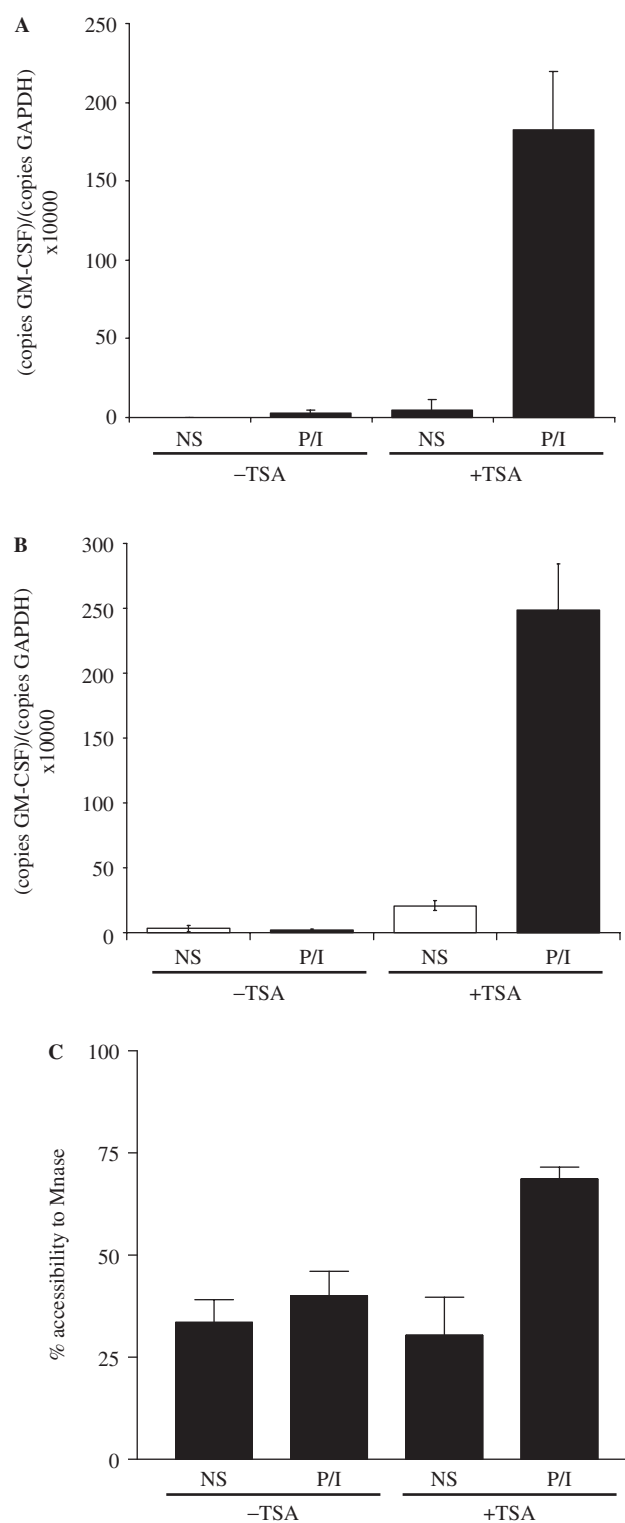 A
(copies GM-CSF)/(copies GAPDH)
x10000
250
200
150
100
50
0
NS P/I NS P/I
–TSA +TSA
B
(copies GM-CSF)/(copies GAPDH)
x10000
300
250
200
150
100
50
0
NS P/I NS P/I
–TSA +TSA
C
% accessibility to Mnase
100
75
50
25
0
NS P/I NS P/I
–TSA +TSA